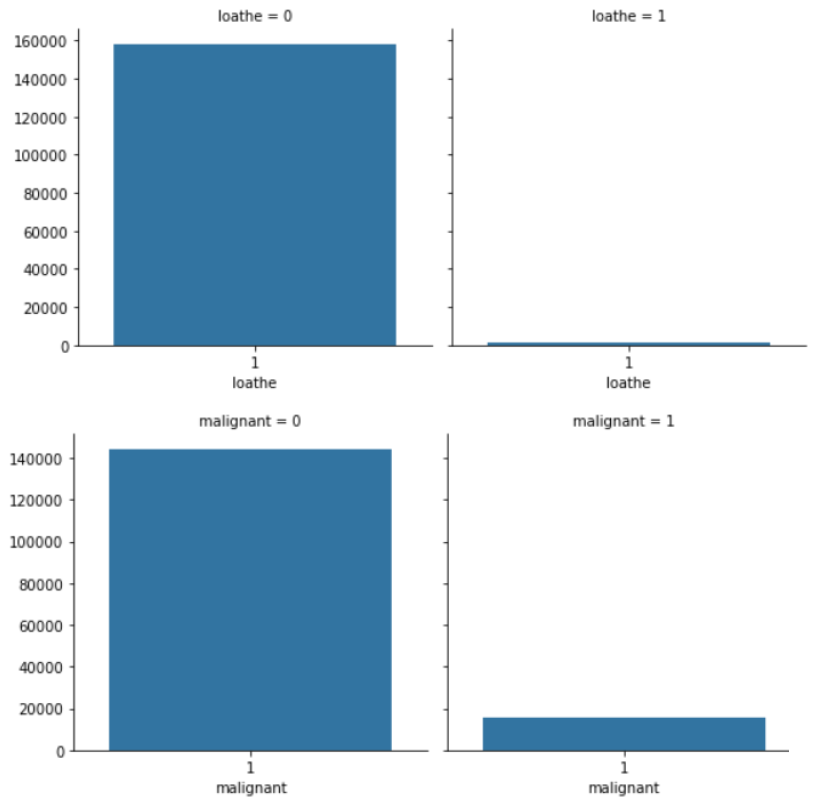 loathe = 0
loathe = 1
160000
140000
120000
100000
80000
60000
40000
20000
0
1
1
loathe
loathe
malignant = 0
malignant = 1
140000
120000
100000
80000
60000
40000
20000
0
1
1
malignant
malignant